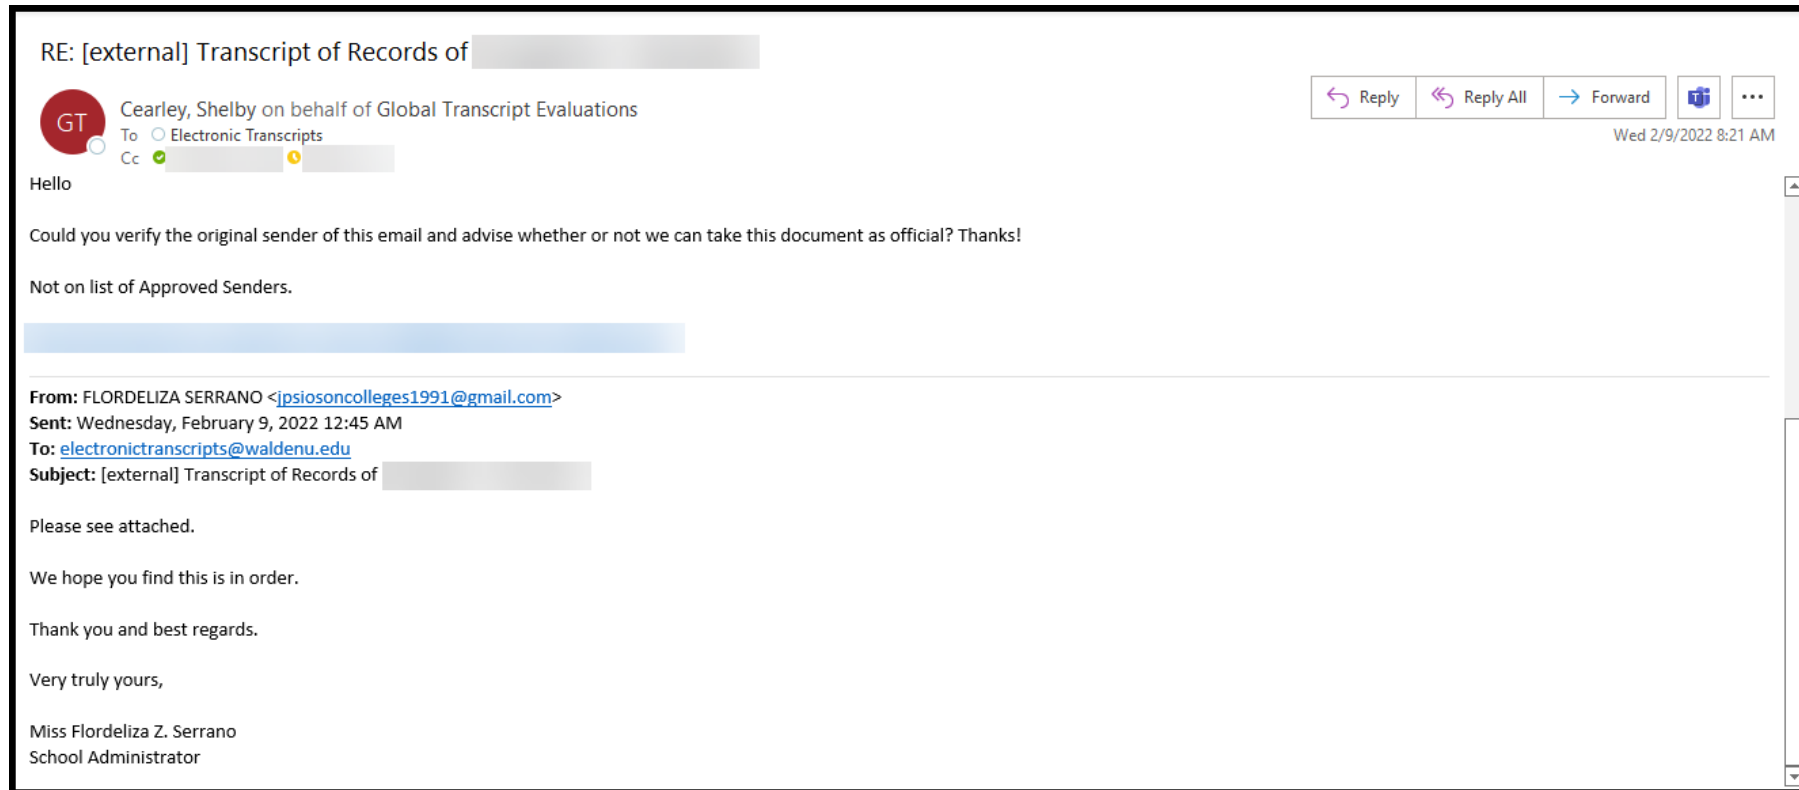 RE: [external] Transcript of Records of
GT
Cearley, Shelby on behalf of Global Transcript Evaluations
To Electronic Transcripts
Cc
Reply
Reply All
Forward
Wed 2/9/2022 8:21 AM
Hello
Could you verify the original sender of this email and advise whether or not we can take this document as official? Thanks!
Not on list of Approved Senders.
From: FLORDELIZA SERRANO <jpsiosoncolleges1991@gmail.com>
Sent: Wednesday, February 9, 2022 12:45 AM
To: electronictranscripts@waldenu.edu
Subject: [external] Transcript of Records of
Please see attached.
We hope you find this is in order.
Thank you and best regards.
Very truly yours,
Miss Flordeliza Z. Serrano
School Administrator